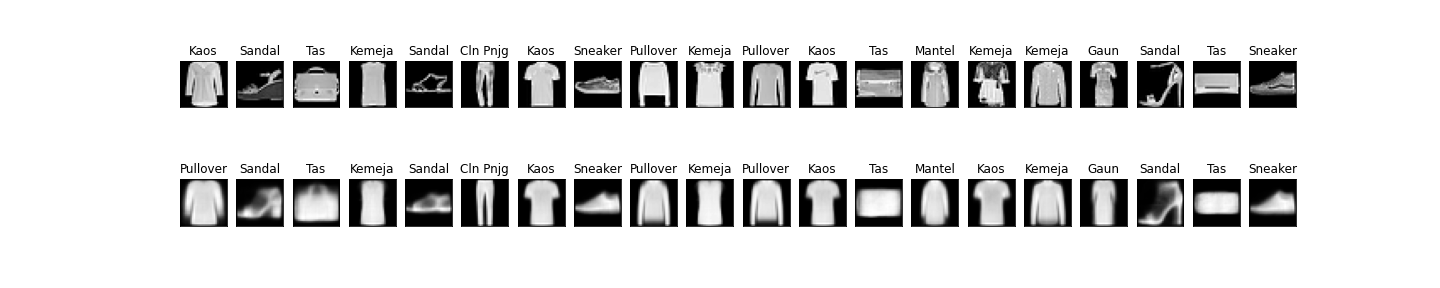 Kaos Sandal Tas Kemeja Sandal Cln Pnjg Kaos Sneaker Pullover Kemeja Pullover Kaos Tas Mantel Kemeja Kemeja Gaun Sandal Tas Sneaker
Pullover Sandal Tas Kemeja Sandal Cln Pnjg Kaos Sneaker Pullover Kemeja Pullover Kaos Tas Mantel Kaos Kemeja Gaun Sandal Tas Sneaker